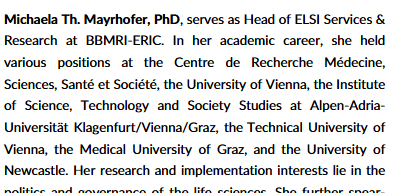 Michaela Th. Mayrhofer, PhD, serves as Head of ELSI Services &
Research at BBMRI-ERIC. In her academic career, she held
various positions at the Centre de Recherche Médecine,
Sciences, Santé et Société, the University of Vienna, the Institute
of Science, Technology and Society Studies at Alpen-Adria-
Universität Klagenfurt/Vienna/Graz, the Technical University of
Vienna, the Medical University of Graz, and the University of
Newcastle. Her research and implementation interests lie in the
politics and governance of the life sciences. She further spear-